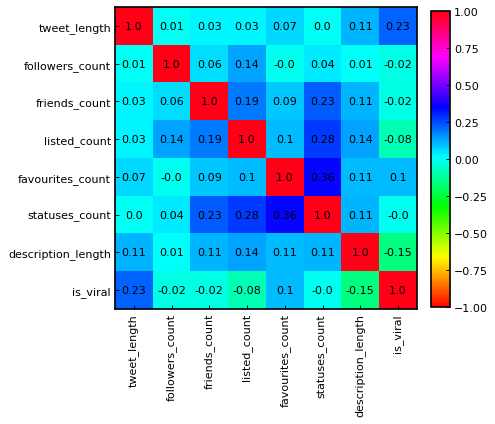 tweet_length 1.0 0.01 0.03 0.03 0.07 0.0 0.11 0.23
followers_count 0.01 1.0 0.06 0.14 -0.0 0.04 0.01 -0.02
friends_count 0.03 0.06 1.0 0.19 0.09 0.23 0.11 -0.02
listed_count 0.03 0.14 0.19 1.0 0.1 0.28 0.14 -0.08
favourites_count 0.07 -0.0 0.09 0.1 1.0 0.36 0.11 0.1
statuses_count 0.0 0.04 0.23 0.28 0.36 1.0 0.11 -0.0
description_length 0.11 0.01 0.11 0.14 0.11 0.11 1.0 -0.15
is_viral 0.23 -0.02 -0.02 -0.08 0.1 -0.0 -0.15 1.0
tweet_length
followers_count
friends_count
listed_count
favourites_count
statuses_count
description_length
is_viral
1.00
0.75
0.50
0.25
0.00
−0.25
−0.50
−0.75
−1.00